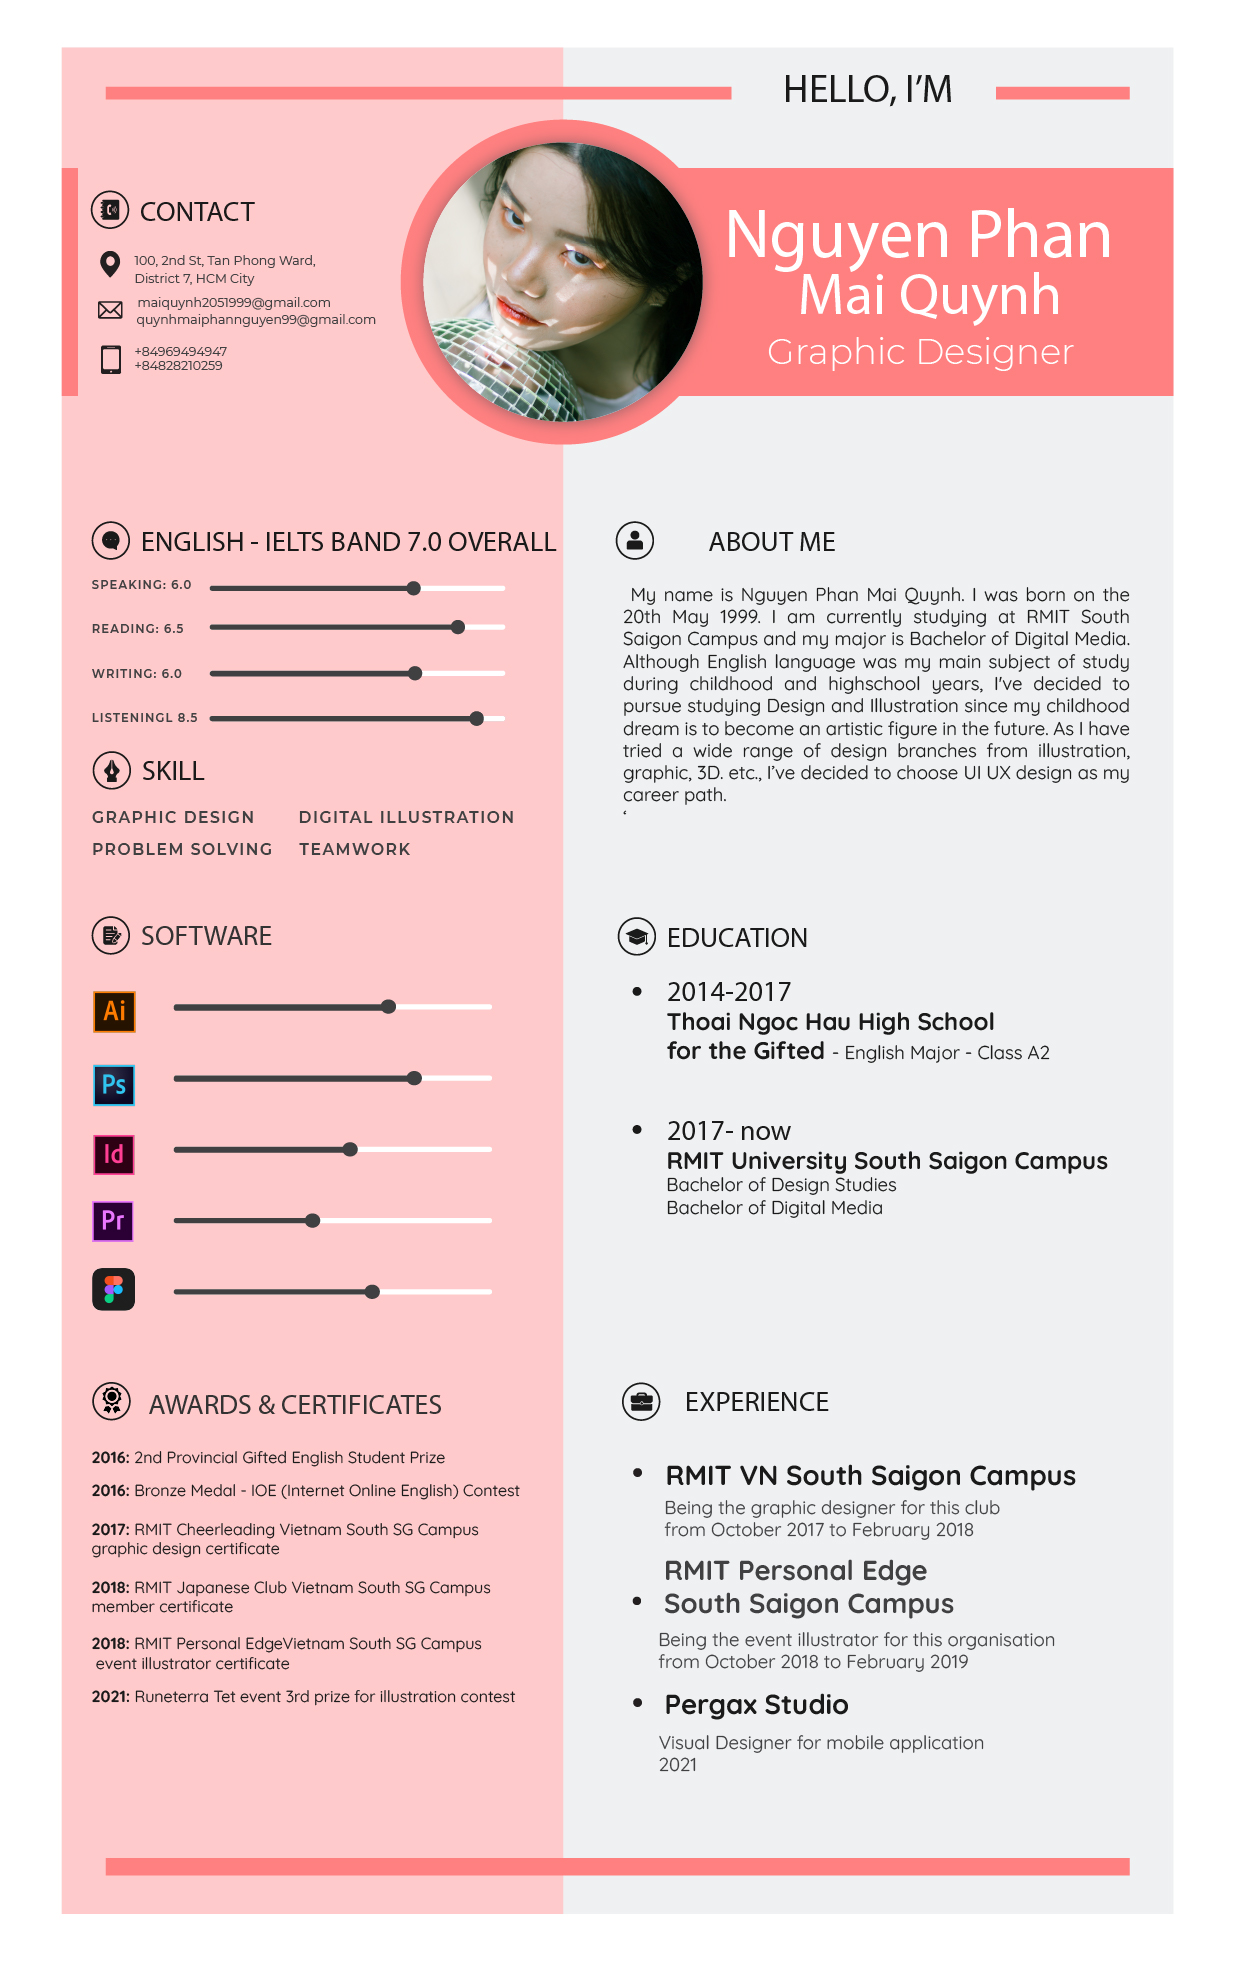 HELLO, I'M
Nguyen Phan
Mai Quynh
Graphic Designer
CONTACT
100, 2nd St, Tan Phong Ward,
District 7, HCM City
maiquynh2051999@gmail.com
quynhmaiphannguyen99@gmail.com
+84969494947
+84828210259
ENGLISH - IELTS BAND 7.0 OVERALL
SPEAKING: 6.0
READING: 6.5
WRITING: 6.0
LISTENINGL 8.5
SKILL
GRAPHIC DESIGN DIGITAL ILLUSTRATION
PROBLEM SOLVING TEAMWORK
SOFTWARE
Ai
Ps
Id
Pr
AWARDS & CERTIFICATES
2016: 2nd Provincial Gifted English Student Prize
2016: Bronze Medal - IOE (Internet Online English) Contest
2017: RMIT Cheerleading Vietnam South SG Campus
graphic design certificate
2018: RMIT Japanese Club Vietnam South SG Campus
member certificate
2018: RMIT Personal EdgeVietnam South SG Campus
event illustrator certificate
2021: Runeterra Tet event 3rd prize for illustration contest
ABOUT ME
My name is Nguyen Phan Mai Quynh. I was born on the
20th May 1999. I am currently studying at RMIT South
Saigon Campus and my major is Bachelor of Digital Media.
Although English language was my main subject of study
during childhood and highschool years, I've decided to
pursue studying Design and Illustration since my childhood
dream is to become an artistic figure in the future. As I have
tried a wide range of design branches from illustration,
graphic, 3D. etc., I've decided to choose UI UX design as my
career path.
‘
EDUCATION
• 2014-2017
Thoai Ngoc Hau High School
for the Gifted - English Major - Class A2
• 2017- now
RMIT University South Saigon Campus
Bachelor of Design Studies
Bachelor of Digital Media
EXPERIENCE
• RMIT VN South Saigon Campus
Being the graphic designer for this club
from October 2017 to February 2018
RMIT Personal Edge
• South Saigon Campus
Being the event illustrator for this organisation
from October 2018 to February 2019
• Pergax Studio
Visual Designer for mobile application
2021